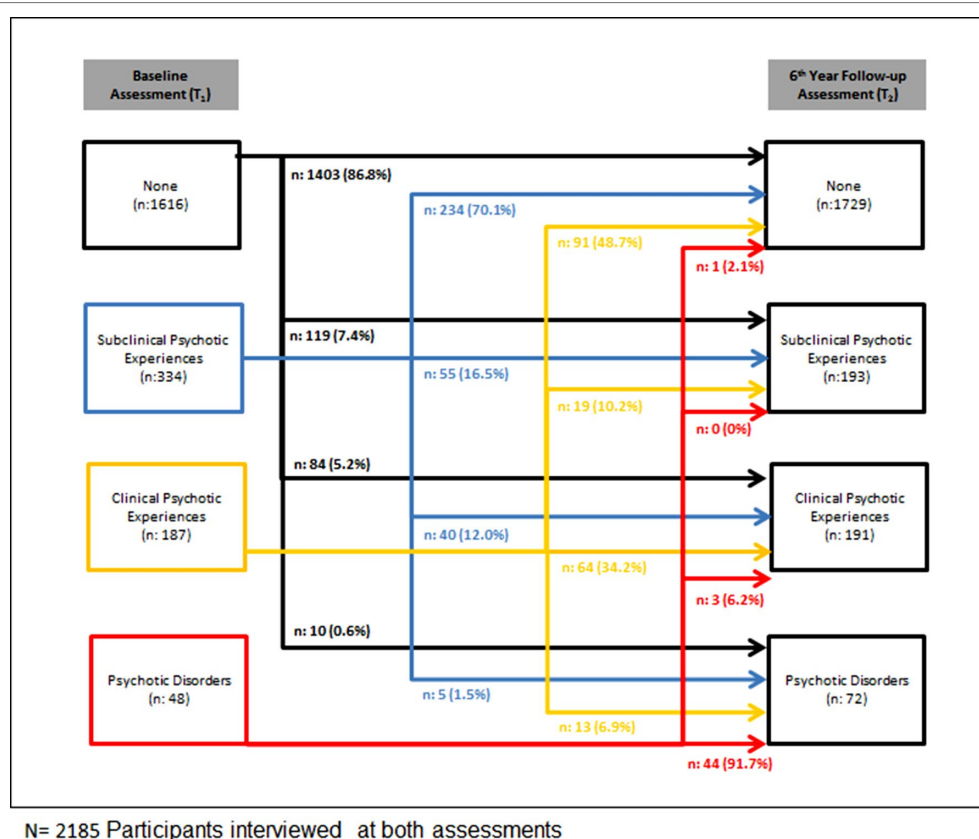 Baseline
Assessment (T₁)
6th Year Follow-up
Assessment (T₂)
None
(n:1616)
n: 1403 (86.8%)
n: 234 (70.1%)
n: 91 (48.7%)
n: 1 (2.1%)
None
(n:1729)
Subclinical Psychotic
Experiences
(n:334)
n: 119 (7.4%)
n: 55 (16.5%)
n: 19 (10.2%)
n: 0 (0%)
Subclinical Psychotic
Experiences
(n:193)
Clinical Psychotic
Experiences
(n: 187)
n: 84 (5.2%)
n: 40 (12.0%)
n: 64 (34.2%)
n: 3 (6.2%)
Clinical Psychotic
Experiences
(n: 191)
Psychotic Disorders
(n: 48)
n: 10 (0.6%)
n: 5 (1.5%)
n: 13 (6.9%)
n: 44 (91.7%)
Psychotic Disorders
(n: 72)
N= 2185 Participants interviewed at both assessments